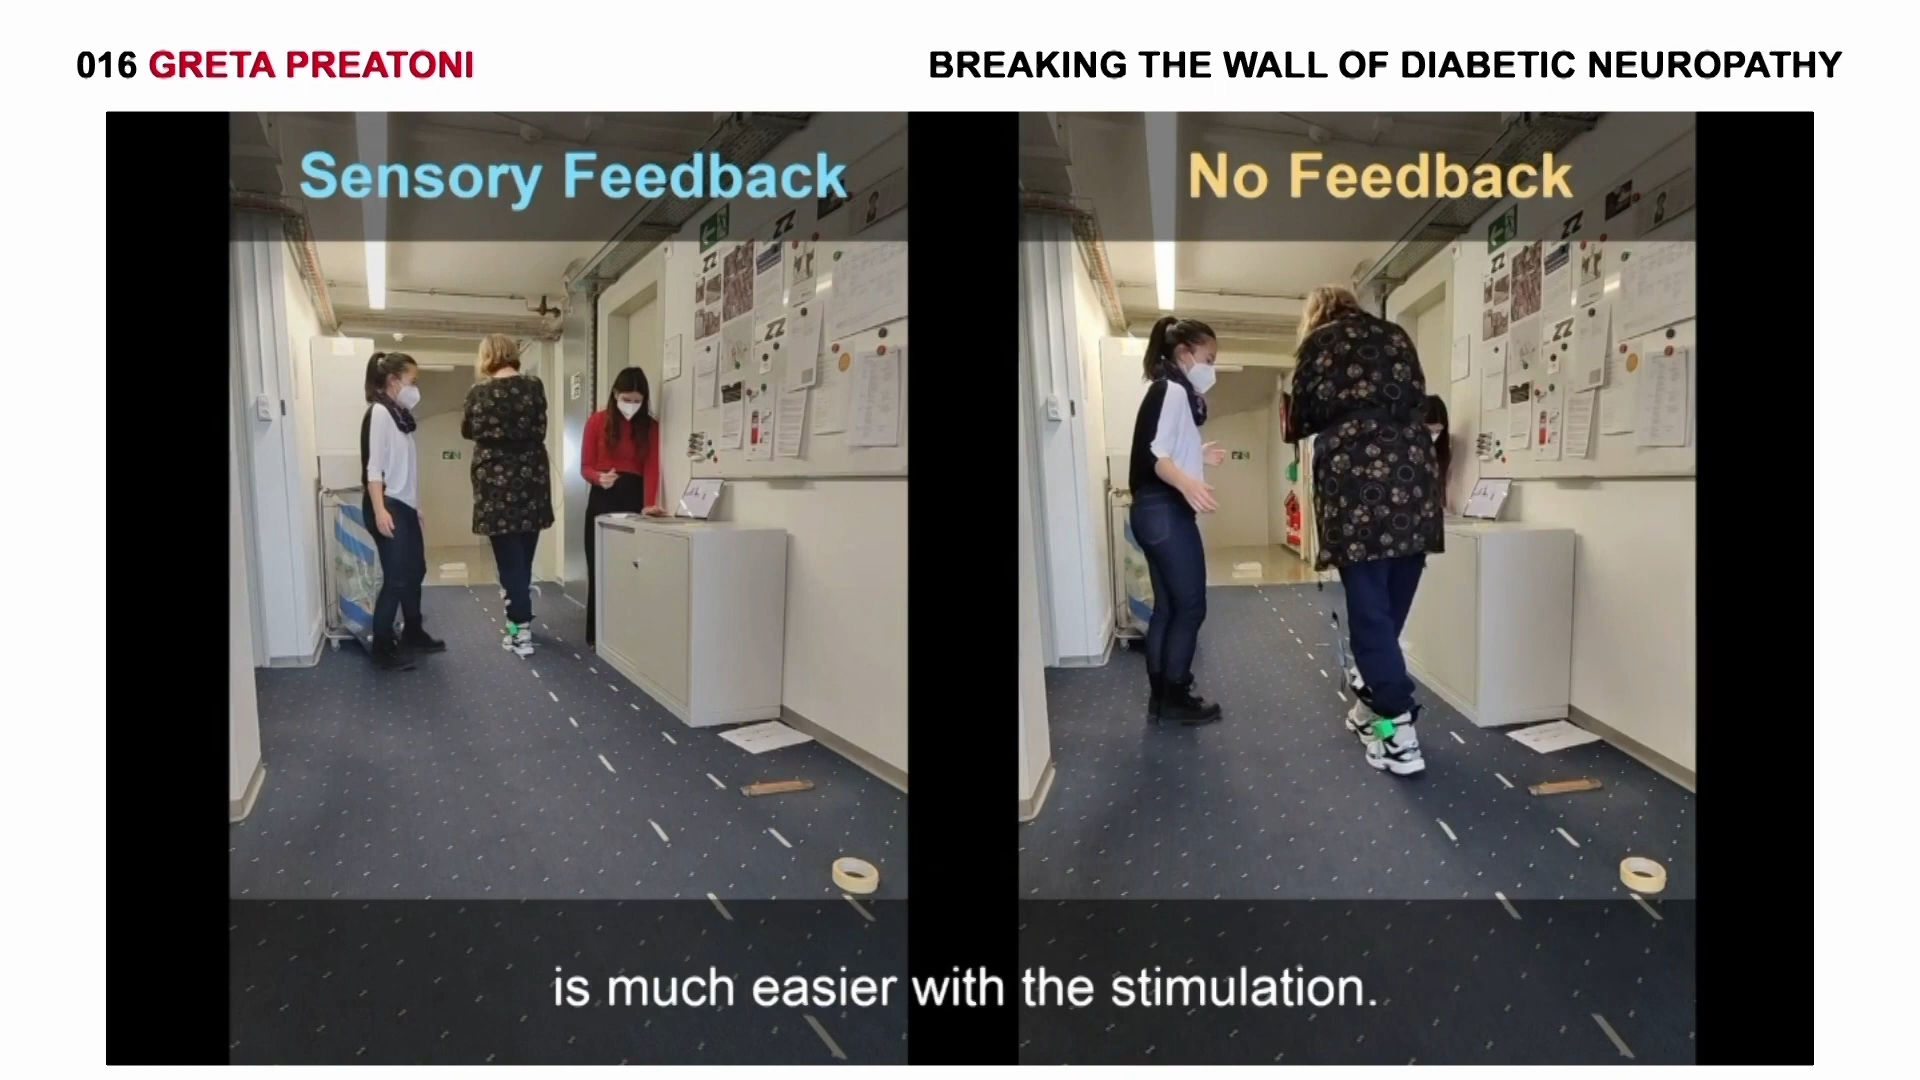 016 GRETA PREATONI
BREAKING THE WALL OF DIABETIC NEUROPATHY
Sensory Feedback
No Feedback
is much easier with the stimulation.